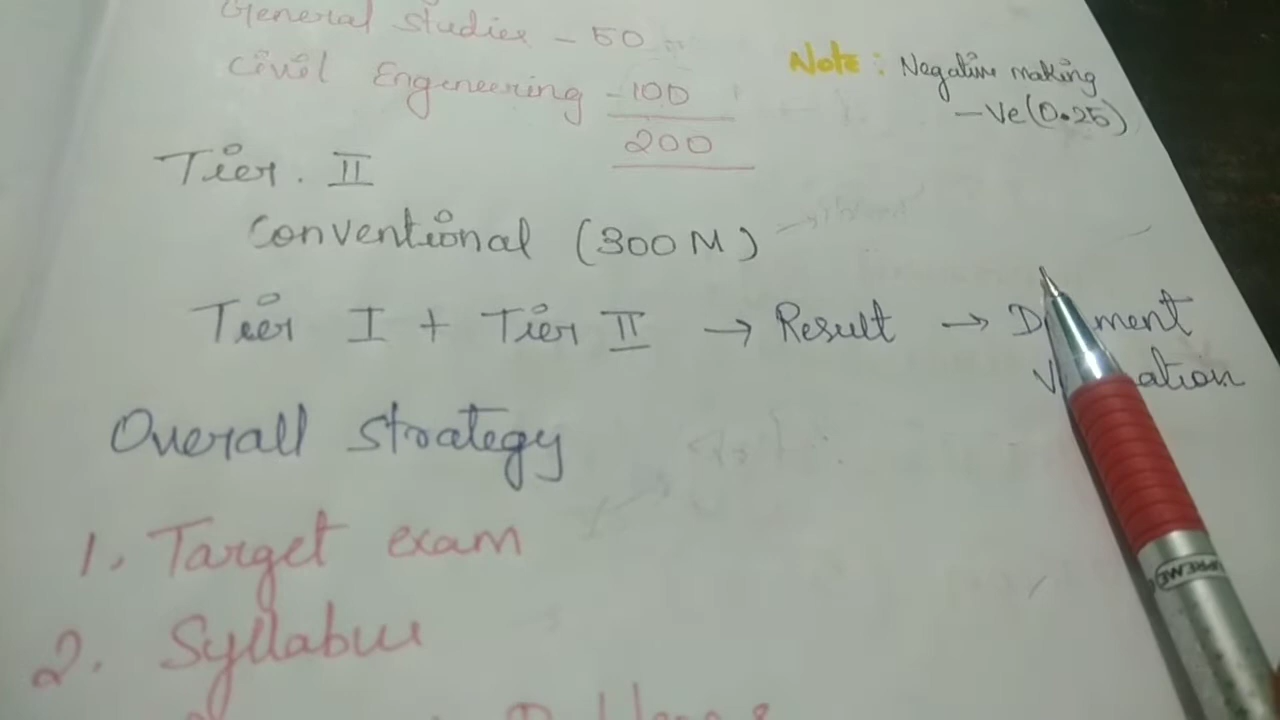 General Studies - 50
Civil Engineering - 100
200
Note : Negative making
-Ve (0.25)
Tier. II
Conventional (300 M)
Tier I + Tier II → Result →
Overall strategy
1. Target exam
2. Syllabus